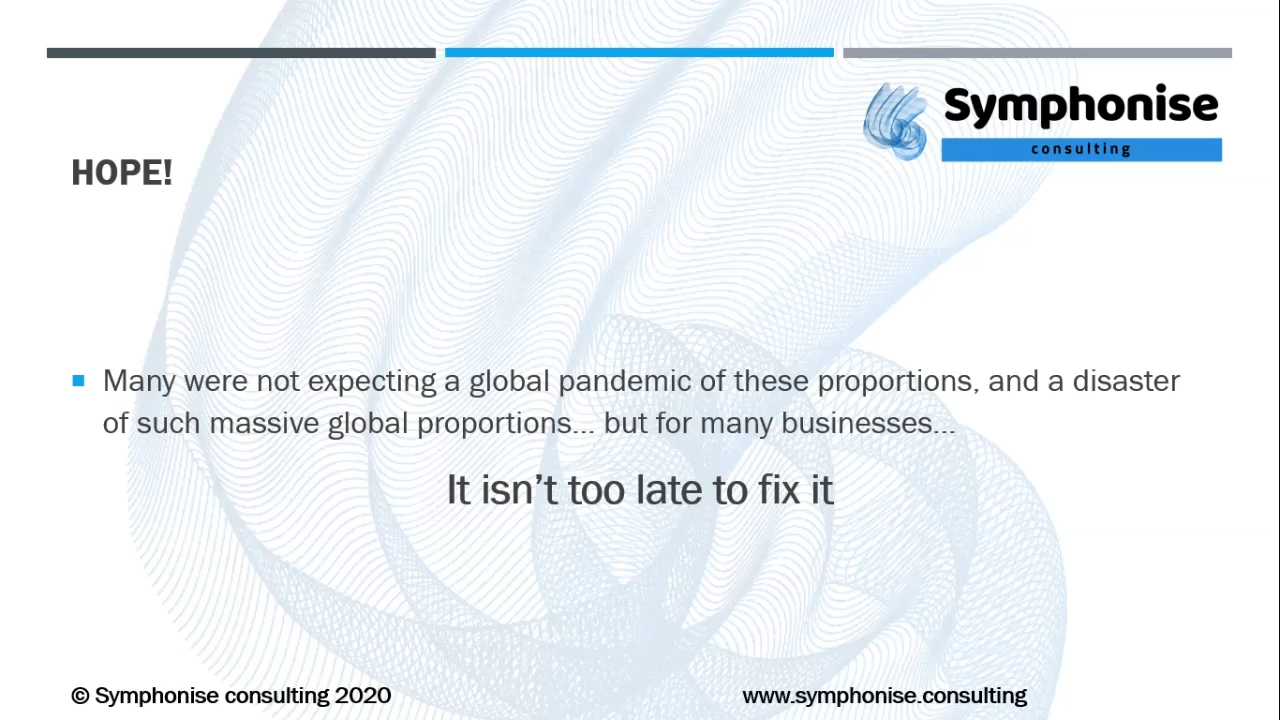 Symphonise
consulting
HOPE!
Many were not expecting a global pandemic of these proportions, and a disaster
of such massive global proportions... but for many businesses...
It isn’t too late to fix it
© Symphonise consulting 2020
www.symphonise.consulting